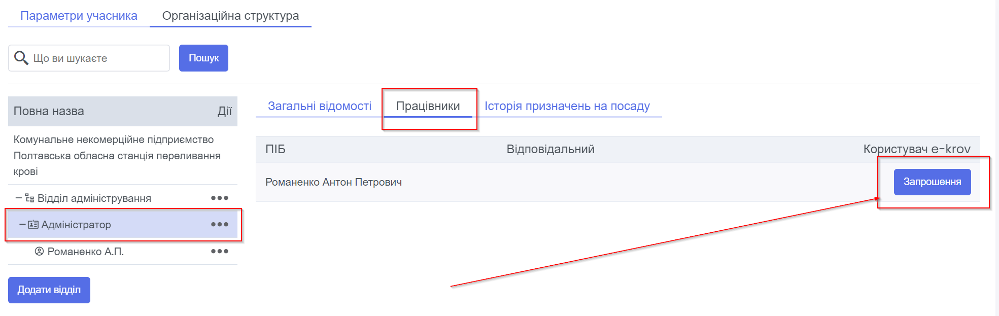 Параметри учасника
Організаційна структура
Що ви шукаєте
Пошук
Повна назва
Дії
Комунальне некомерційне підприємство
Полтавська обласна станція переливання
крові
Відділ адміністрування
Адміністратор
Романенко А.П.
Додати відділ
Загальні відомості
Працівники
Історія призначень на посаду
ПІБ
Відповідальний
Користувач e-krov
Романенко Антон Петрович
Запрошення